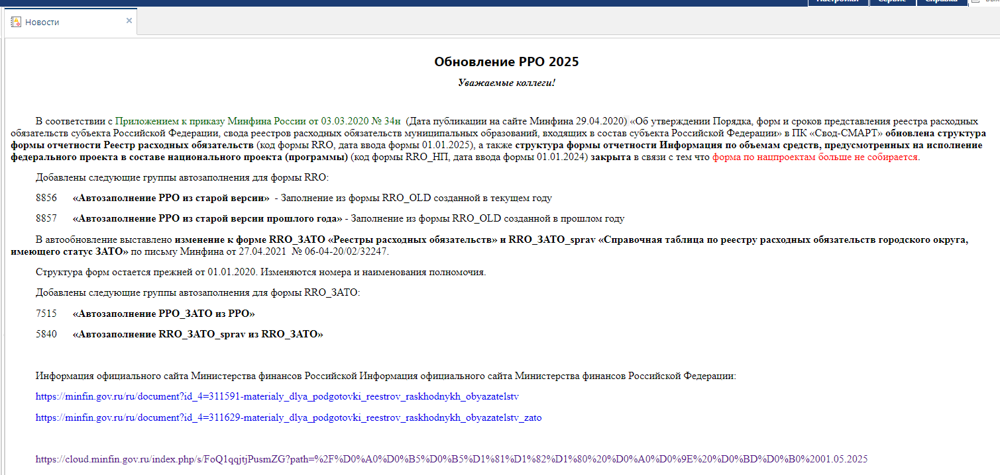 Настройки Сервис Справка
Новости
Обновление РРО 2025
Уважаемые коллеги!
В соответствии с Приложением к приказу Минфина России от 03.03.2020 № 34н (Дата публикации на сайте Минфина 29.04.2020) «Об утверждении Порядка, форм и сроков представления реестра расходных
обязательств субъекта Российской Федерации, свода реестров расходных обязательств муниципальных образований, входящих в состав субъекта Российской Федерации» в ПК «Свод-СМАРТ» обновлена структура
формы отчетности Реестр расходных обязательств (код формы RRO, дата ввода формы 01.01.2025), а также структура формы отчетности Информация по объемам средств, предусмотренных на исполнение
федерального проекта в составе национального проекта (программы) (код формы RRO_НП, дата ввода формы 01.01.2024) закрыта в связи с тем что форма по нацпроектам больше не собирается.
Добавлены следующие группы автозаполнения для формы RRO:
8856 «Автозаполнение РРО из старой версии» - Заполнение из формы RRO_OLD созданной в текущем году
8857 «Автозаполнение РРО из старой версии прошлого года» - Заполнение из формы RRO_OLD созданной в прошлом году
В автообновление выставлено изменение к форме RRO_ЗАТО «Реестры расходных обязательств» и RRO_ЗАТО_sprav «Справочная таблица по реестру расходных обязательств городского округа,
имеющего статус ЗАТО» по письму Минфина от 27.04.2021 № 06-04-20/02/32247.
Структура форм остается прежней от 01.01.2020. Изменяются номера и наименования полномочия.
Добавлены следующие группы автозаполнения для формы RRO_ЗАТО:
7515 «Автозаполнение РРО_ЗАТО из РРО»
5840 «Автозаполнение RRO_ЗАТО_sprav из RRO_ЗАТО»
Информация официального сайта Министерства финансов Российской Информация официального сайта Министерства финансов Российской Федерации:
https://minfin.gov.ru/ru/document?id_4=311591-materialy_dlya_podgotovki_reestrov_raskhodnykh_obyazatelstv
https://minfin.gov.ru/ru/document?id_4=311629-materialy_dlya_podgotovki_reestrov_raskhodnykh_obyazatelstv_zato
https://cloud.minfin.gov.ru/index.php/s/FoQ1qqjtjPusmZG?path=%2F%D0%A0%D0%B5%D0%B5%D1%81%D1%82%D1%80%20%D0%A0%D0%9E%20%D0%BD%D0%B0%2001.05.2025